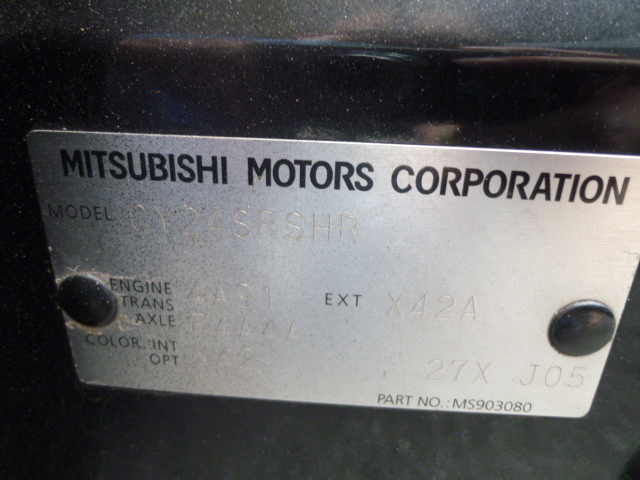 MITSUBISHI MOTORS CORPORATION
MODEL CY2ASRSHR
ENGINE 4A91 EXT X42A
TRANS
AXLE F4A4A
COLOR. INT X42
OPT 27X J05
PART NO.: MS903080